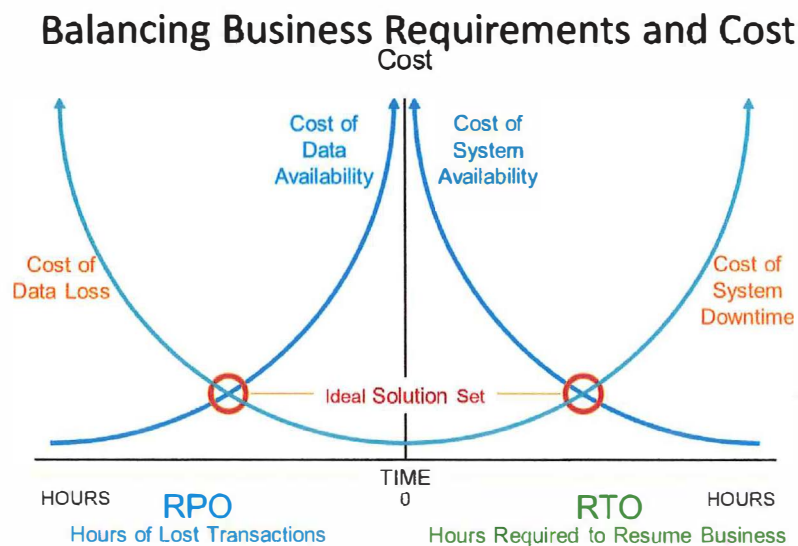 Balancing Business Requirements and Cost
Cost
Cost of
Data
Availability
Cost of
System
Availability
Cost of
Data Loss
Cost of
System
Downtime
Ideal Solution Set
TIME
0
HOURS
RPO
Hours of Lost Transactions
RTO
HOURS
Hours Required to Resume Business